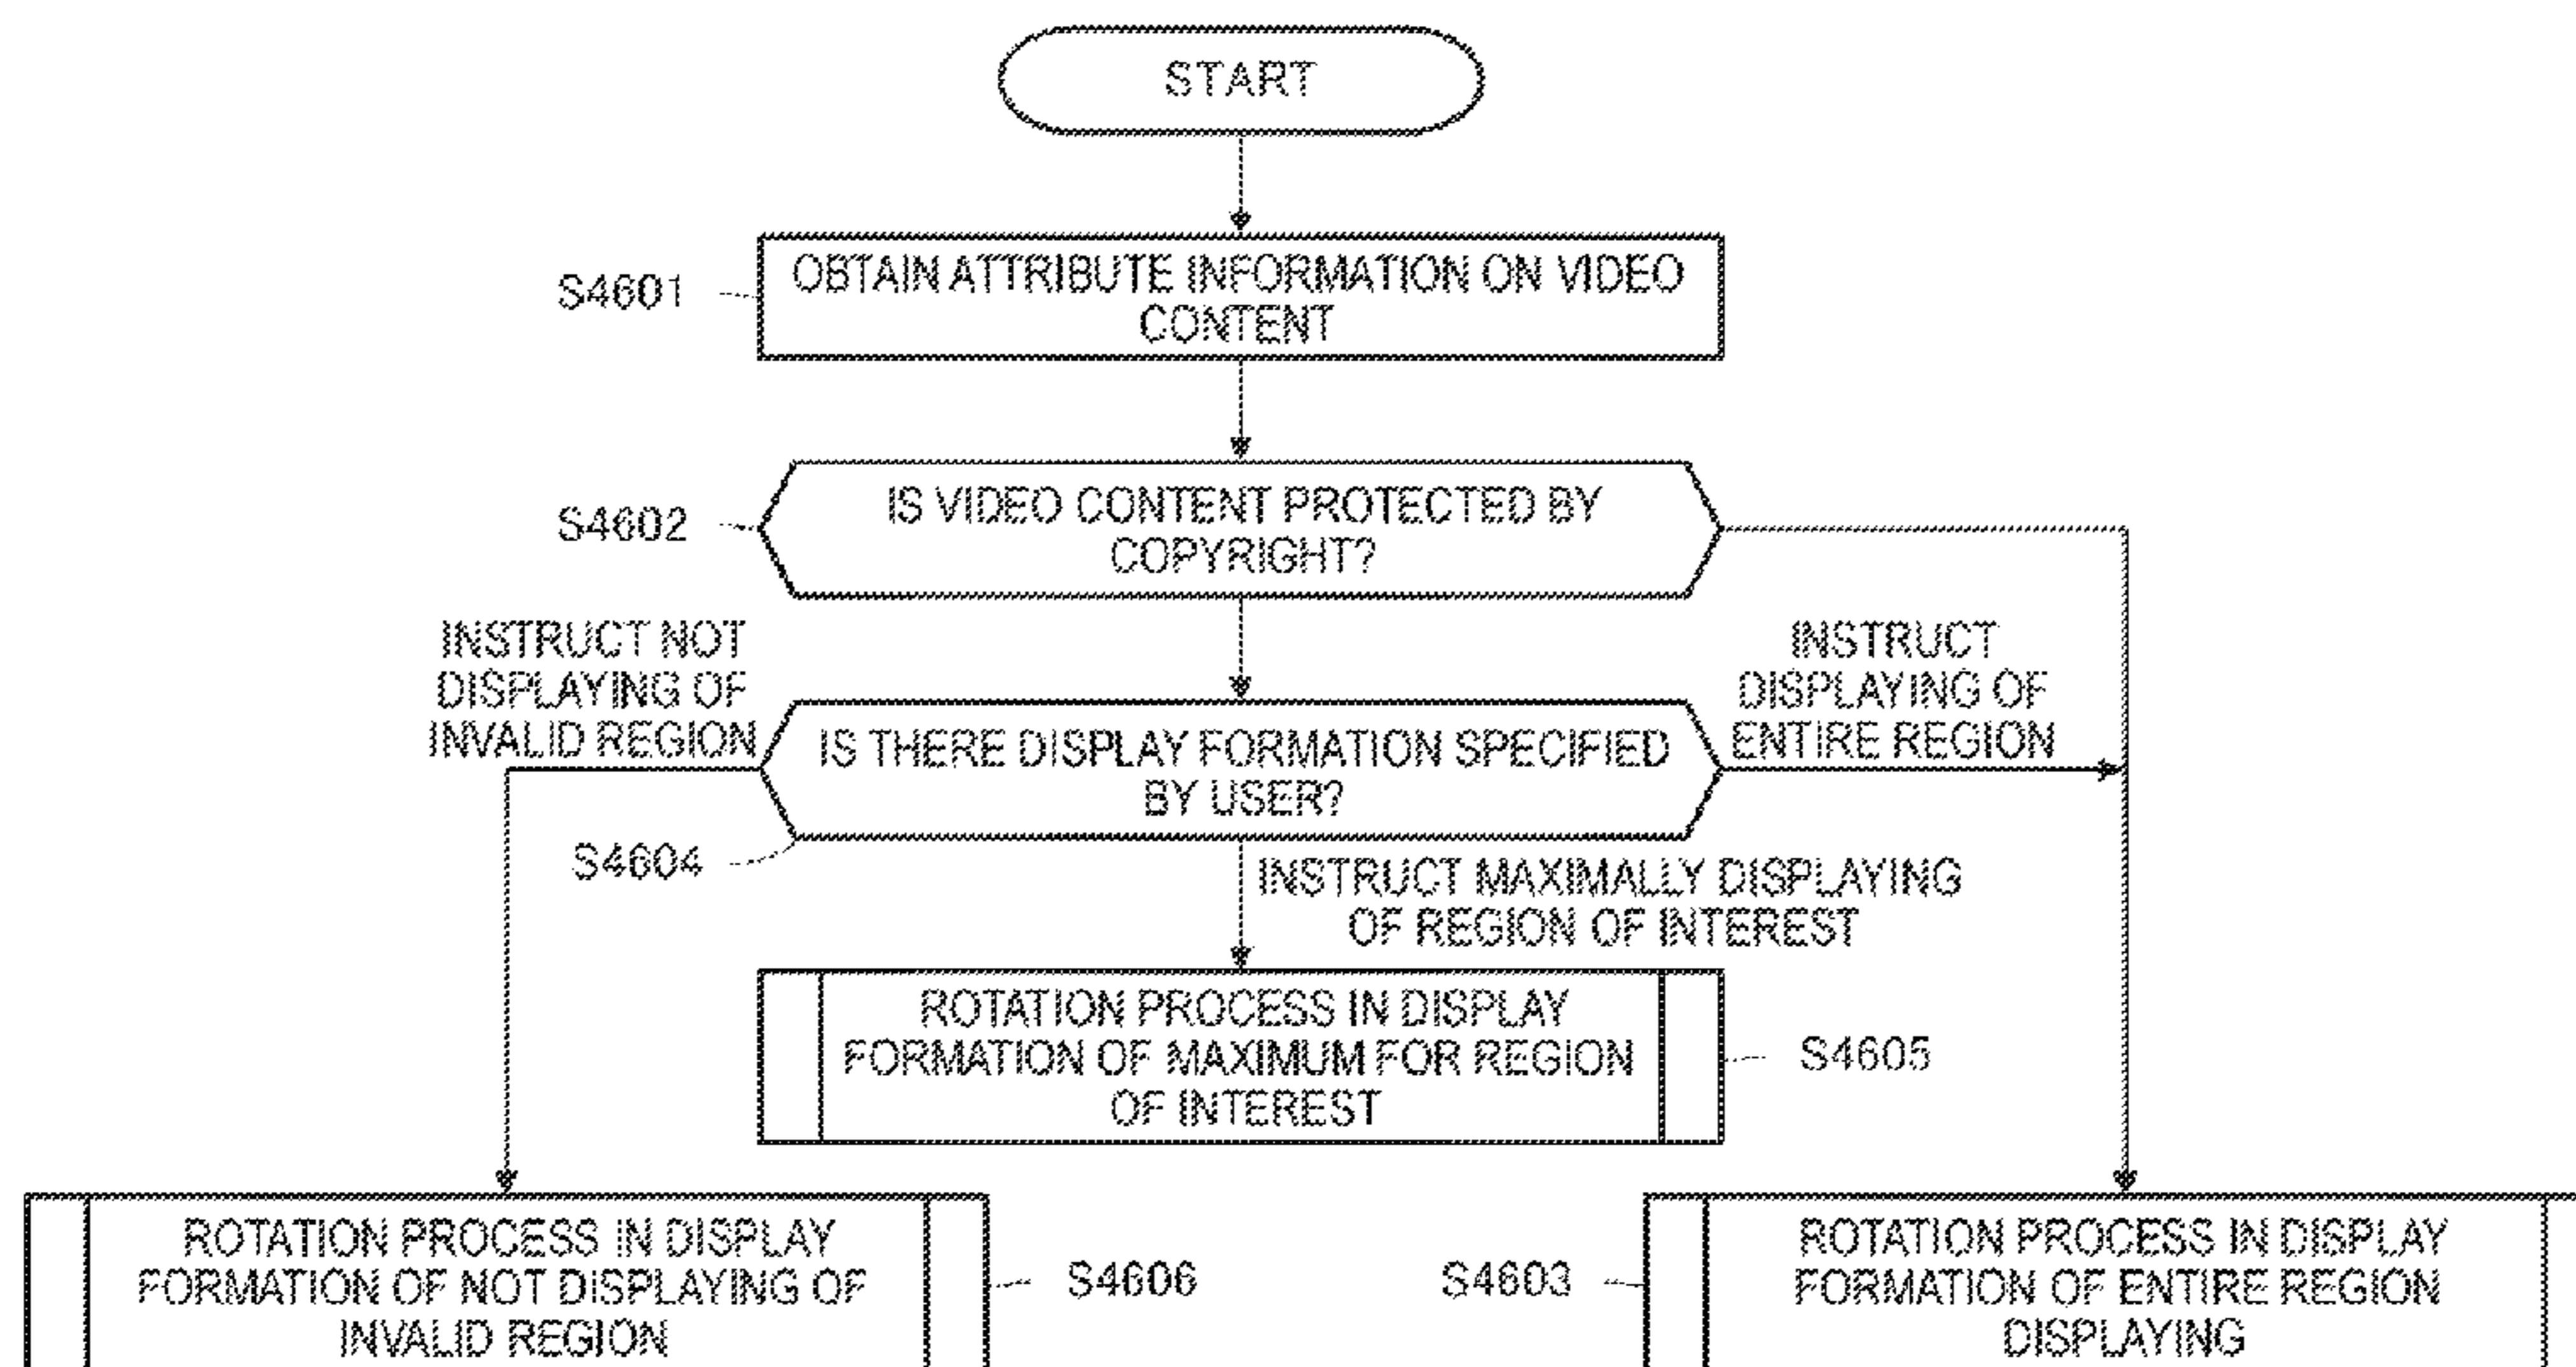 START
S4601
OBTAIN ATTRIBUTE INFORMATION ON VIDEO
CONTENT
S4602
IS VIDEO CONTENT PROTECTED BY
COPYRIGHT?
INSTRUCT NOT
DISPLAYING OF
INVALID REGION
INSTRUCT
DISPLAYING OF
ENTIRE REGION
IS THERE DISPLAY FORMATION SPECIFIED
BY USER?
S4604
INSTRUCT MAXIMALLY DISPLAYING
OF REGION OF INTEREST
ROTATION PROCESS IN DISPLAY
FORMATION OF MAXIMUM FOR REGION
OF INTEREST
S4605
ROTATION PROCESS IN DISPLAY
FORMATION OF NOT DISPLAYING OF
INVALID REGION
S4606
S4603
ROTATION PROCESS IN DISPLAY
FORMATION OF ENTIRE REGION
DISPLAYING